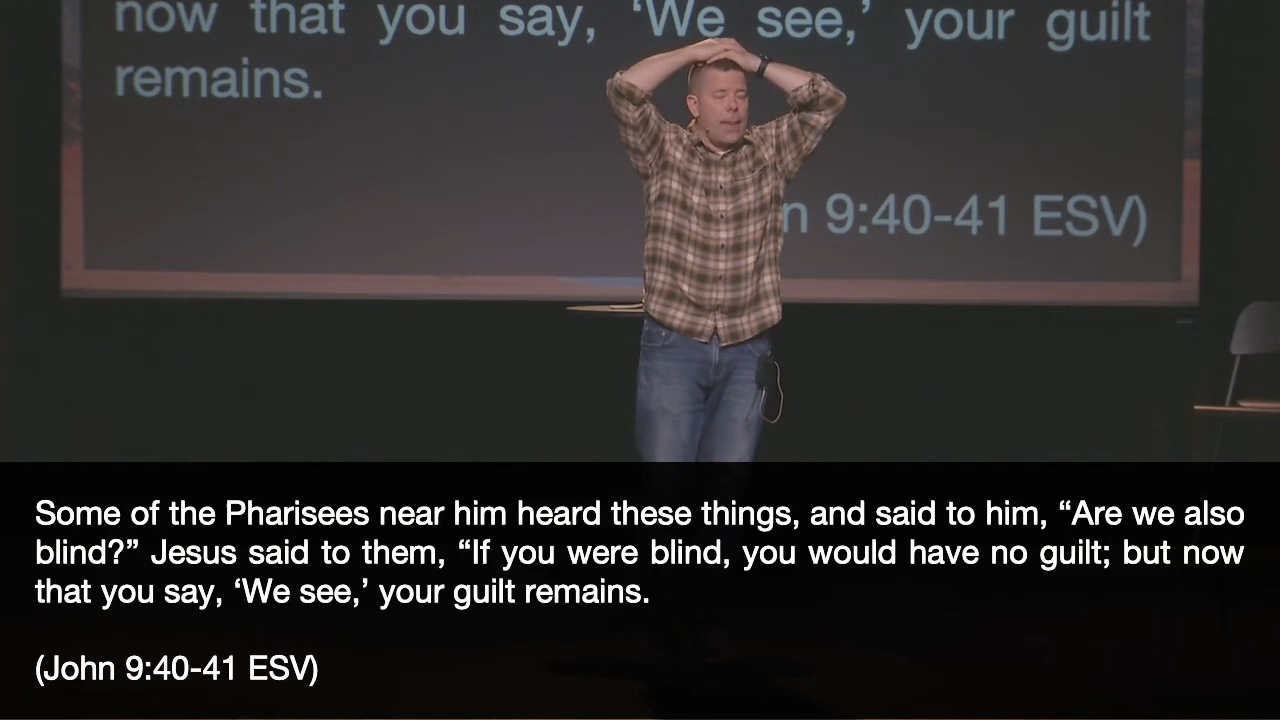 now that you say, ‘We see,’ your guilt
remains.
n 9:40-41 ESV)
Some of the Pharisees near him heard these things, and said to him, “Are we also
blind?” Jesus said to them, “If you were blind, you would have no guilt; but now
that you say, ‘We see,’ your guilt remains.
(John 9:40-41 ESV)